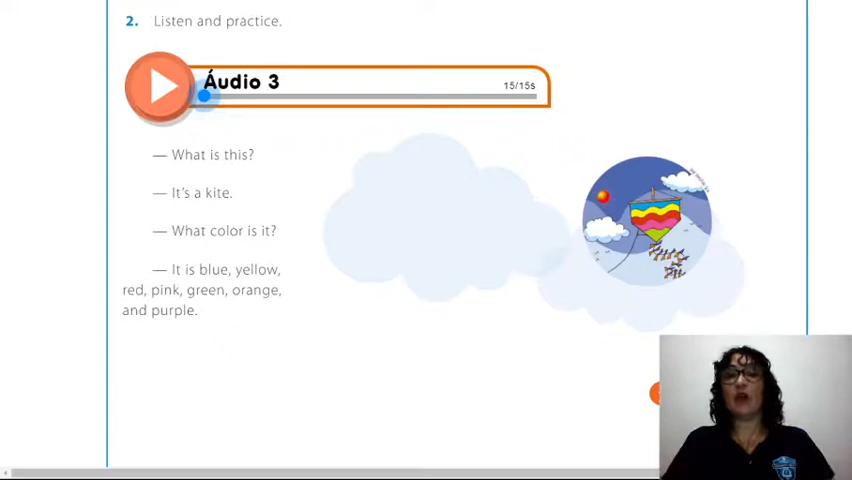 2. Listen and practice.
Áudio 3
15/15s
— What is this?
— It's a kite.
— What color is it?
— It is blue, yellow,
red, pink, green, orange,
and purple.